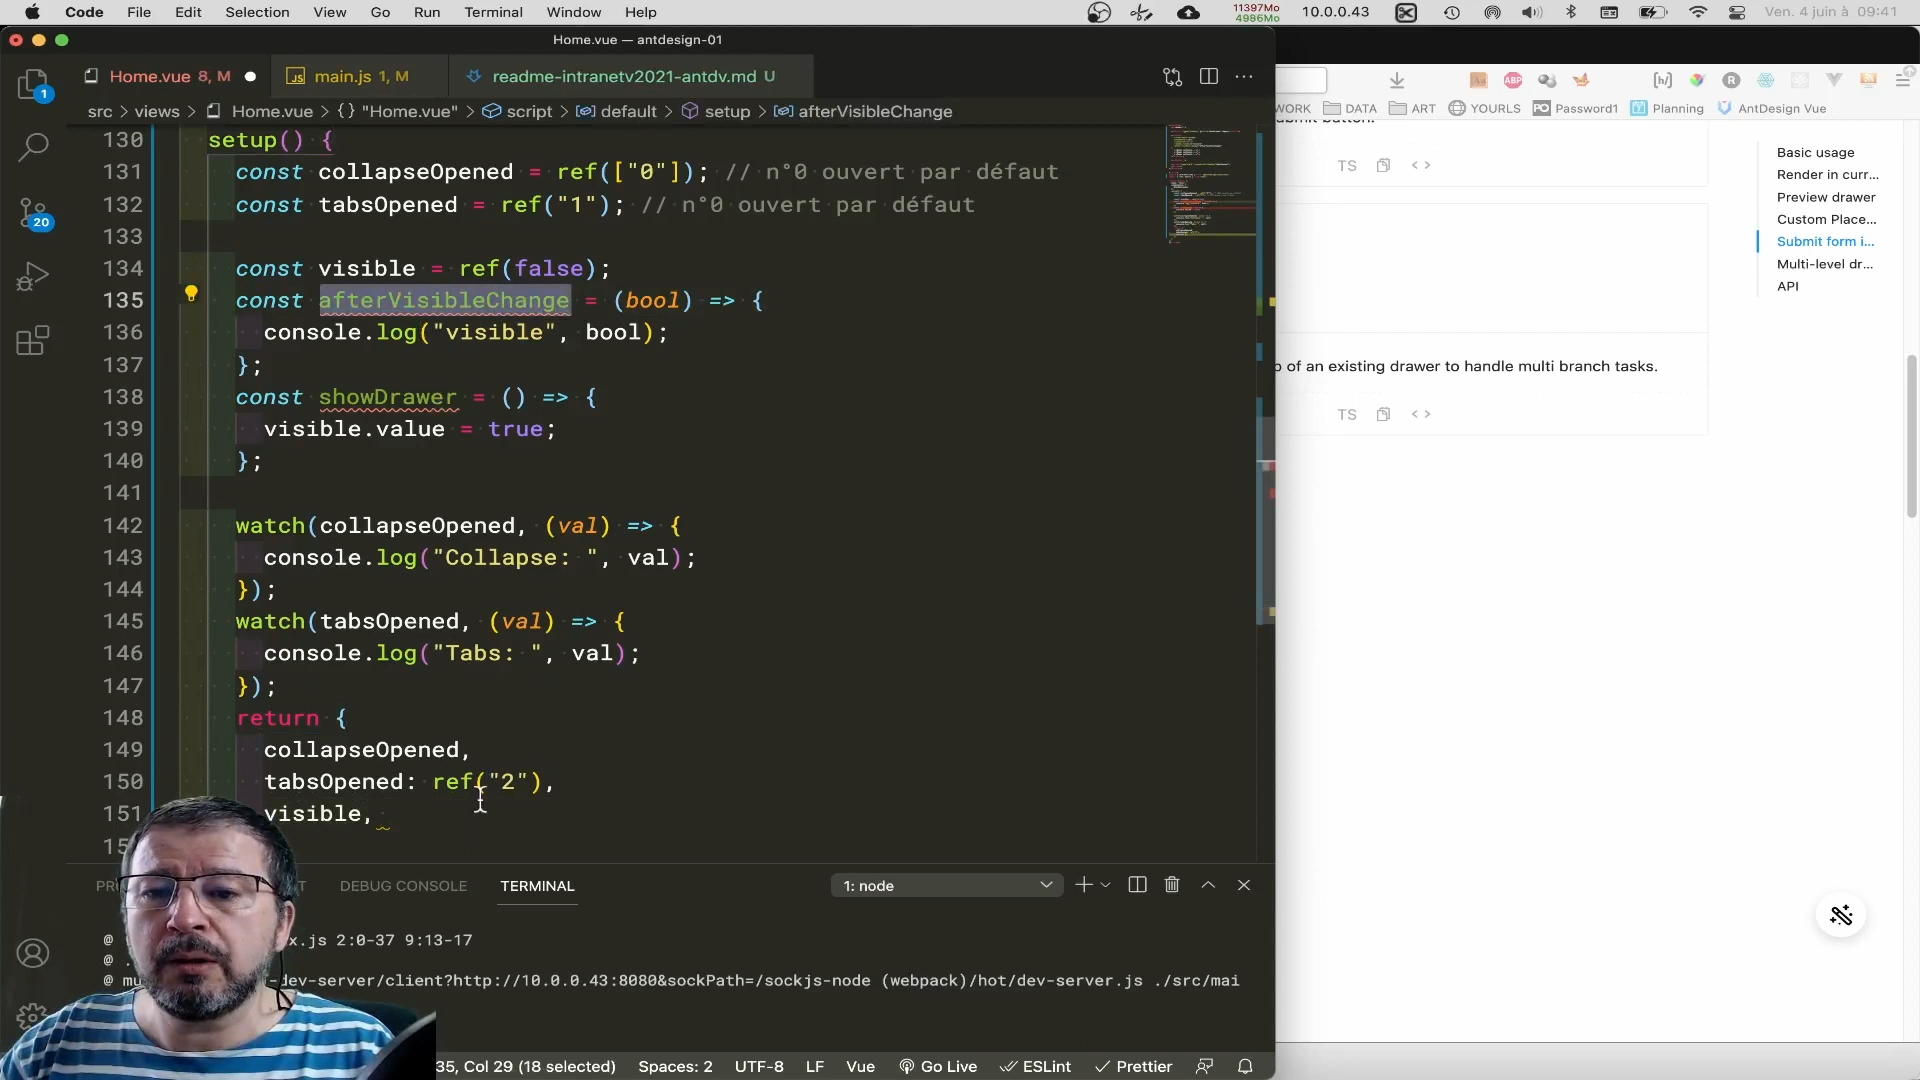 Code File Edit Selection View Go Run Terminal Window Help
11397Mo
4986Mo
10.0.0.43
Ven. 4 juin à 09:41
Home.vue — antdesign-01
Home.vue 8, M
main.js 1, M
readme-intranetv2021-antdv.md U
src > views > Home.vue > {} "Home.vue" > script > default > setup > afterVisibleChange
130 setup() {
131 const collapseOpened = ref(["0"]); // n°0 ouvert par défaut
132 const tabsOpened = ref("1"); // n°0 ouvert par défaut
133
134 const visible = ref(false);
135 const afterVisibleChange = (bool) => {
136 console.log("visible", bool);
137 };
138 const showDrawer = () => {
139 visible.value = true;
140 };
141
142 watch(collapseOpened, (val) => {
143 console.log("Collapse: ", val);
144 });
145 watch(tabsOpened, (val) => {
146 console.log("Tabs: ", val);
147 });
148 return {
149 collapseOpened,
150 tabsOpened: ref("2"),
151 visible,
DEBUG CONSOLE
TERMINAL
1: node
@ x.js 2:0-37 9:13-17
@ .
@ mu -dev-server/client?http://10.0.0.43:8080&sockPath=/sockjs-node (webpack)/hot/dev-server.js ./src/mai
35, Col 29 (18 selected) Spaces: 2 UTF-8 LF Vue Go Live ESLint Prettier
1
20
ABP
WORK DATA ART YOURLS Password1 Planning AntDesign Vue
submit button.
TS < >
of an existing drawer to handle multi branch tasks.
TS < >
Basic usage
Render in curr...
Preview drawer
Custom Place...
Submit form i...
Multi-level dr...
API